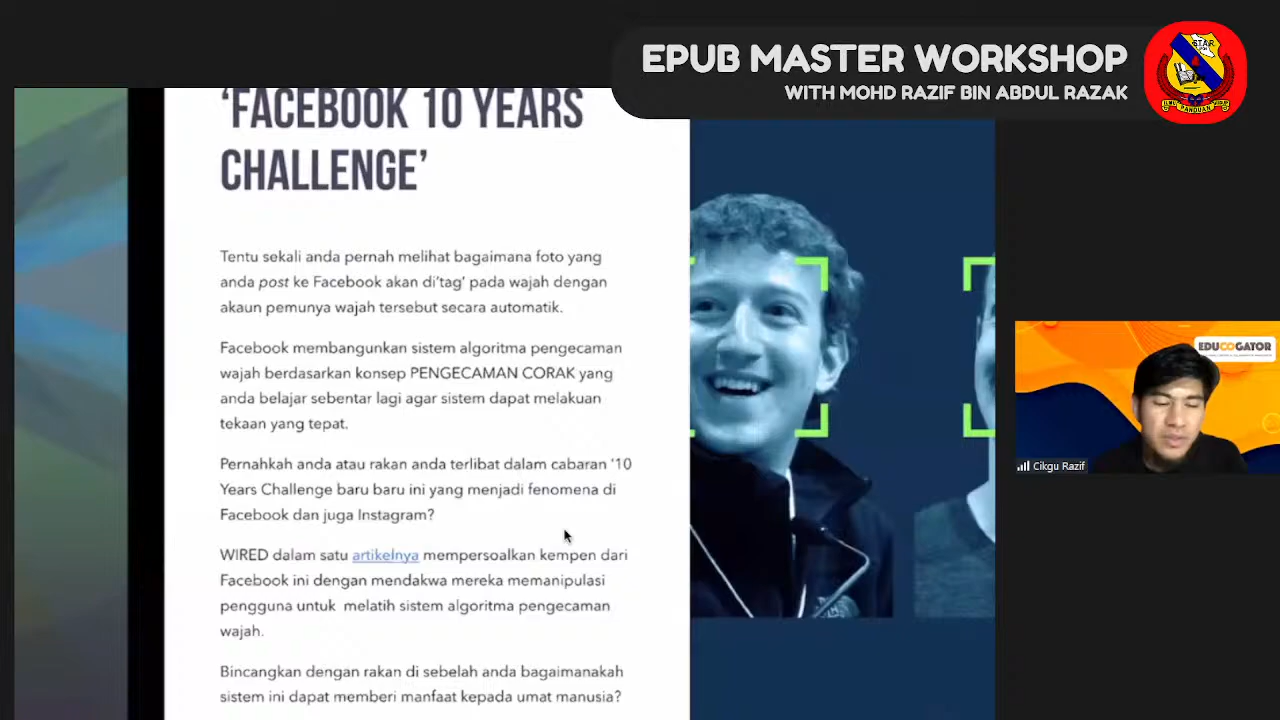 EPUB MASTER WORKSHOP
WITH MOHD RAZIF BIN ABDUL RAZAK
STAR
ILMU PANDUAN HIDUP
‘FACEBOOK 10 YEARS
CHALLENGE’
Tentu sekali anda pernah melihat bagaimana foto yang
anda post ke Facebook akan di‘tag’ pada wajah dengan
akaun pemunya wajah tersebut secara automatik.
Facebook membangunkan sistem algoritma pengecaman
wajah berdasarkan konsep PENGECAMAN CORAK yang
anda belajar sebentar lagi agar sistem dapat melakuan
tekaan yang tepat.
Pernahkah anda atau rakan anda terlibat dalam cabaran ‘10
Years Challenge baru baru ini yang menjadi fenomena di
Facebook dan juga Instagram?
WIRED dalam satu artikelnya mempersoalkan kempen dari
Facebook ini dengan mendakwa mereka memanipulasi
pengguna untuk melatih sistem algoritma pengecaman
wajah.
Bincangkan dengan rakan di sebelah anda bagaimanakah
sistem ini dapat memberi manfaat kepada umat manusia?
EDUCOGATOR
Cikgu Razif